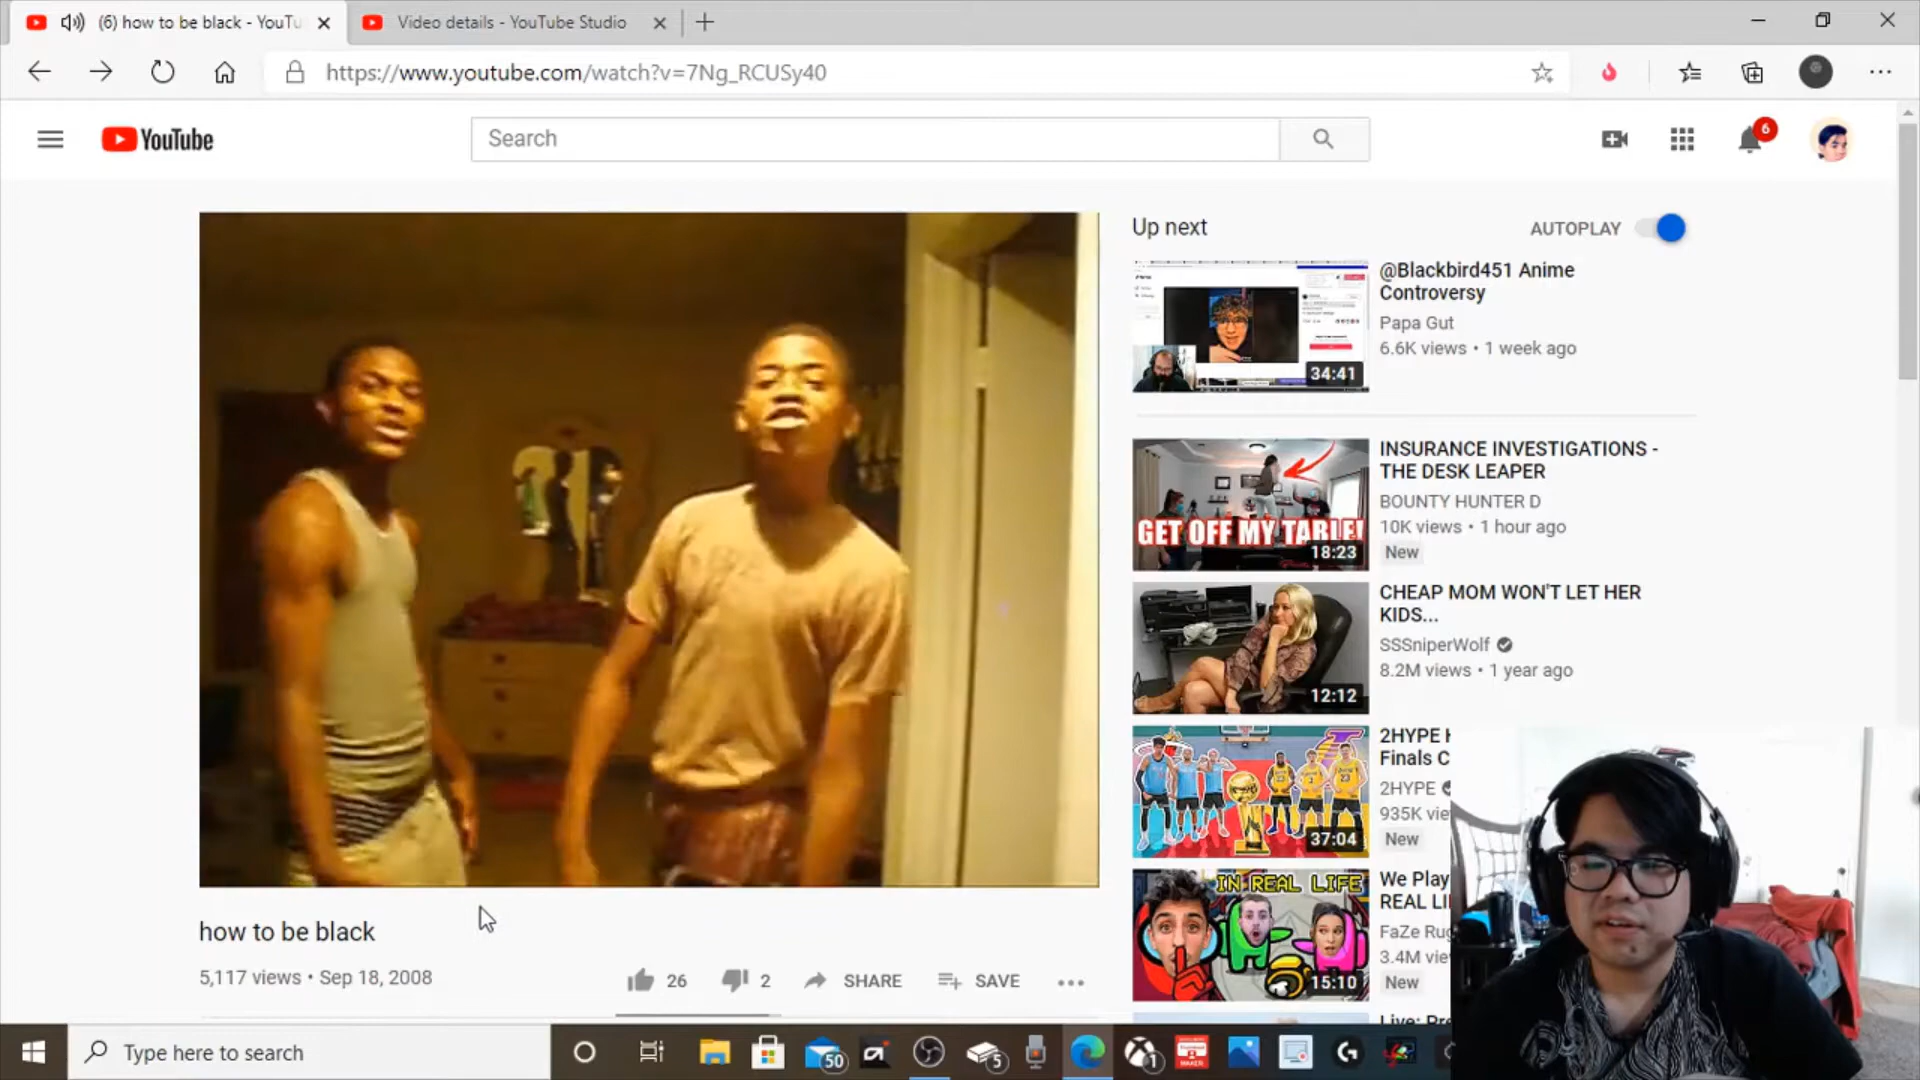 (6) how to be black - YouTu
Video details - YouTube Studio
https://www.youtube.com/watch?v=7Ng_RCUSy40
YouTube
Search
6
Up next
AUTOPLAY
34:41
@Blackbird451 Anime
Controversy
Papa Gut
6.6K views • 1 week ago
GET OFF MY TABLE!
18:23
INSURANCE INVESTIGATIONS -
THE DESK LEAPER
BOUNTY HUNTER D
10K views • 1 hour ago
New
12:12
CHEAP MOM WON'T LET HER
KIDS...
SSSniperWolf
8.2M views • 1 year ago
37:04
2HYPE
Finals C
2HYPE
935K vie
New
IN REAL LIFE
15:10
We Play
REAL LI
FaZe Rug
3.4M vie
New
Live: Pre
how to be black
5,117 views • Sep 18, 2008
26
2
SHARE
SAVE
Type here to search
50
5
1
MAKER